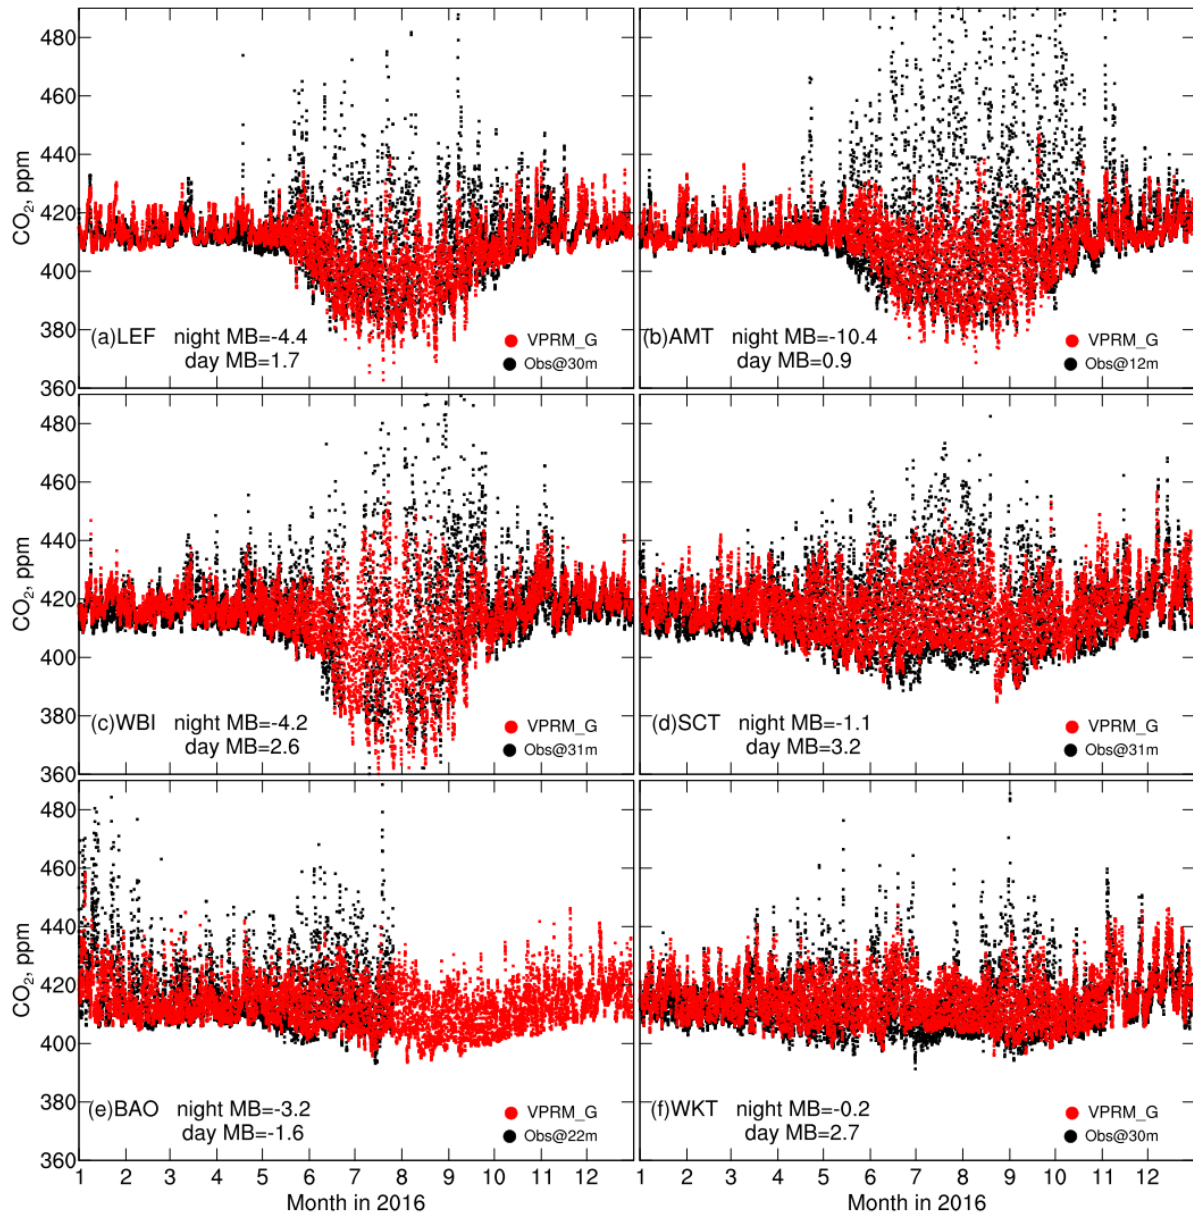 480
460
440
420
400
380
360
CO2, ppm
(a)LEF night MB=-4.4
day MB=1.7
VPRM_G
Obs@30m
(b)AMT night MB=-10.4
day MB=0.9
VPRM_G
Obs@12m
480
460
440
420
400
380
360
CO2, ppm
(c)WBI night MB=-4.2
day MB=2.6
VPRM_G
Obs@31m
(d)SCT night MB=-1.1
day MB=3.2
VPRM_G
Obs@31m
480
460
440
420
400
380
360
CO2, ppm
(e)BAO night MB=-3.2
day MB=-1.6
VPRM_G
Obs@22m
(f)WKT night MB=-0.2
day MB=2.7
VPRM_G
Obs@30m
1 2 3 4 5 6 7 8 9 10 11 12
1 2 3 4 5 6 7 8 9 10 11 12
Month in 2016
Month in 2016